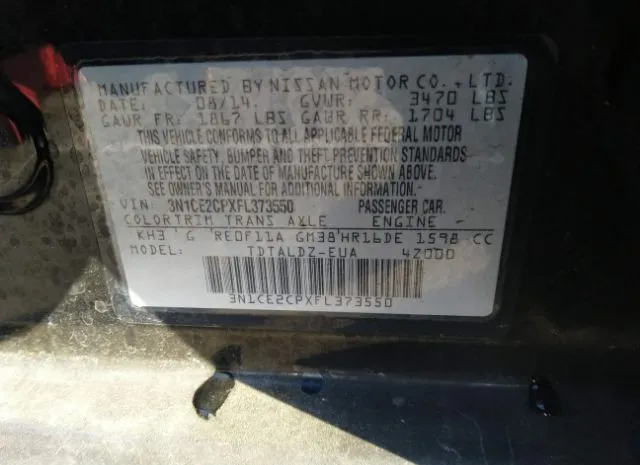 MANUFACTURED BY NISSAN MOTOR CO., LTD.
DATE: 08/14 GVWR: 3470 LBS
GAWR FR: 1867 LBS GAWR RR: 1704 LBS
THIS VEHICLE CONFORMS TO ALL APPLICABLE FEDERAL MOTOR
VEHICLE SAFETY, BUMPER AND THEFT PREVENTION STANDARDS
IN EFFECT ON THE DATE OF MANUFACTURE SHOWN ABOVE.
SEE OWNER'S MANUAL FOR ADDITIONAL INFORMATION
VIN: 3N1CE2CPXFL373550 PASSENGER CAR.
COLOR TRIM TRANS AXLE ENGINE
KH3 G RE0F11A GM38 HR16DE 1598 CC
MODEL: TDTALDZ-EUA 4Z000
3N1CE2CPXFL373550